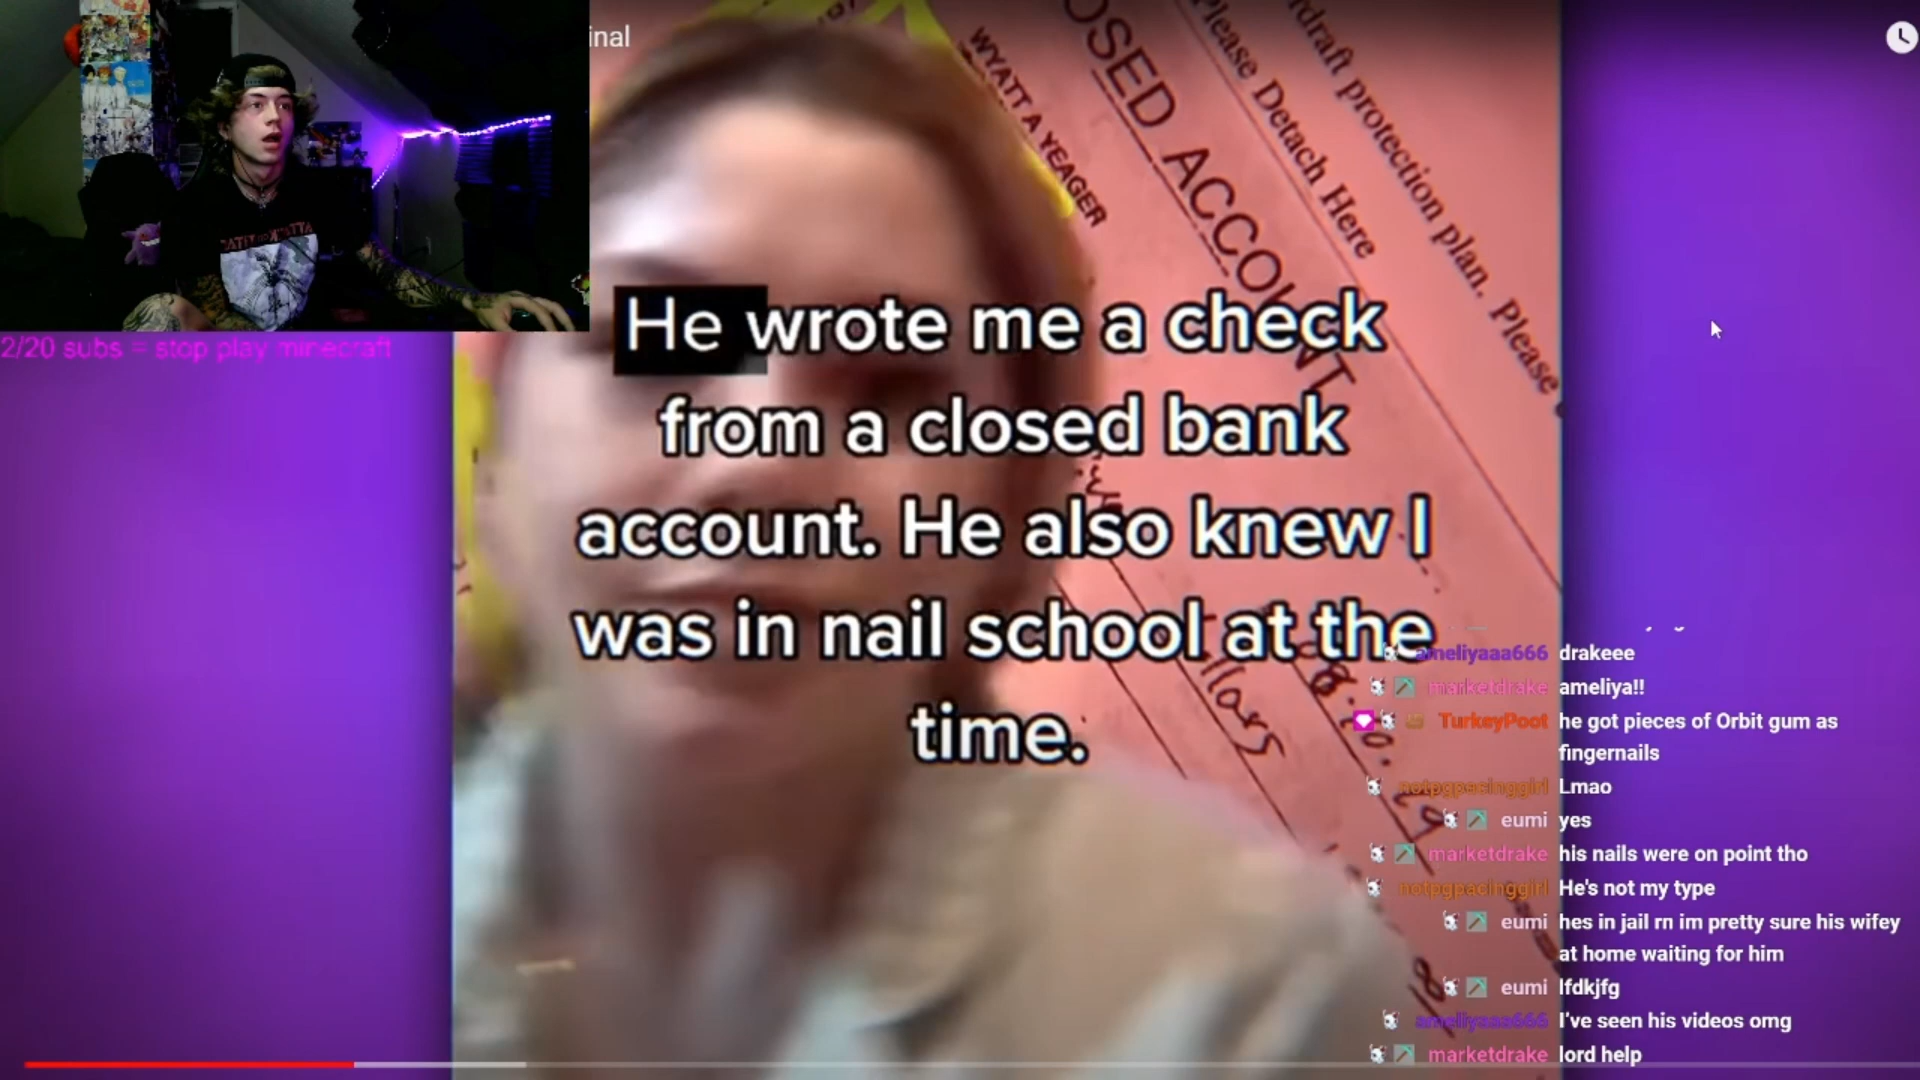 inal
2/20 subs = stop play minecraft
WYATT A YEAGER
OSED ACCOUNT
Please Detach Here
rdraft protection plan. Please
He wrote me a check
from a closed bank
account. He also knew I
was in nail school at the
time.
ollars
ameliyaaa666 drakeee
marketdrake ameliya!!
TurkeyPoot he got pieces of Orbit gum as
fingernails
notpgpacinggirl Lmao
eumi yes
marketdrake his nails were on point tho
notpgpacinggirl He's not my type
eumi hes in jail rn im pretty sure his wifey
at home waiting for him
eumi lfdkjfg
ameliyaaa666 I've seen his videos omg
marketdrake lord help